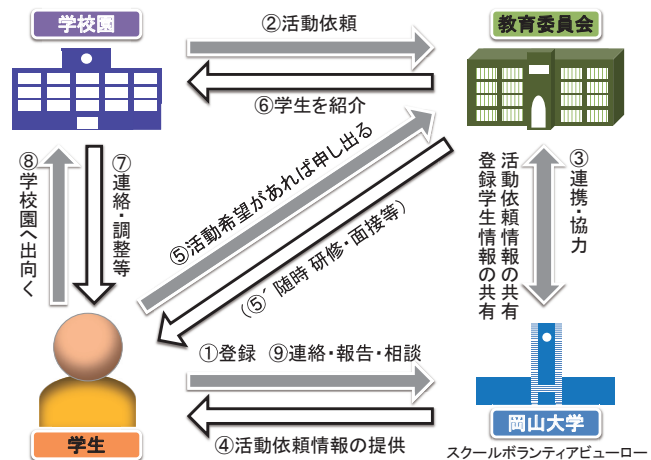 学校園
②活動依頼
教育委員会
⑥学生を紹介
⑧学校園へ出向く
⑦連絡・調整等
⑤活動希望があれば申し出る
（⑤´随時 研修・面接等）
③連携・協力
活動依頼情報の共有
登録学生情報の共有
①登録 ⑨連絡・報告・相談
④活動依頼情報の提供
学生
岡山大学
スクールボランティアビューロー